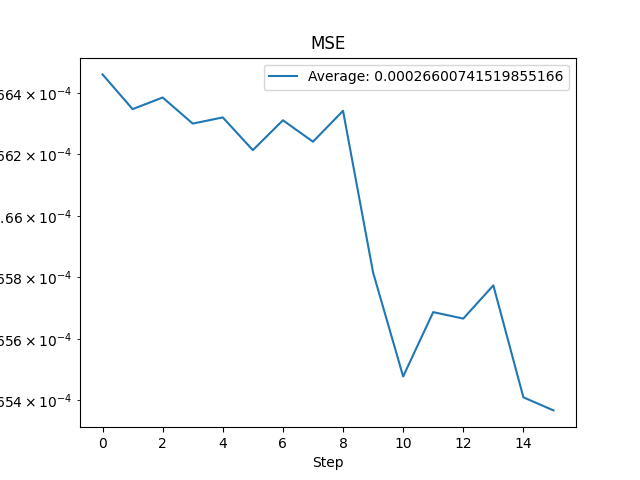 MSE
Average: 0.00026600741519855166
664 × 10⁻⁴
662 × 10⁻⁴
.66 × 10⁻⁴
658 × 10⁻⁴
656 × 10⁻⁴
654 × 10⁻⁴
0 2 4 6 8 10 12 14
Step